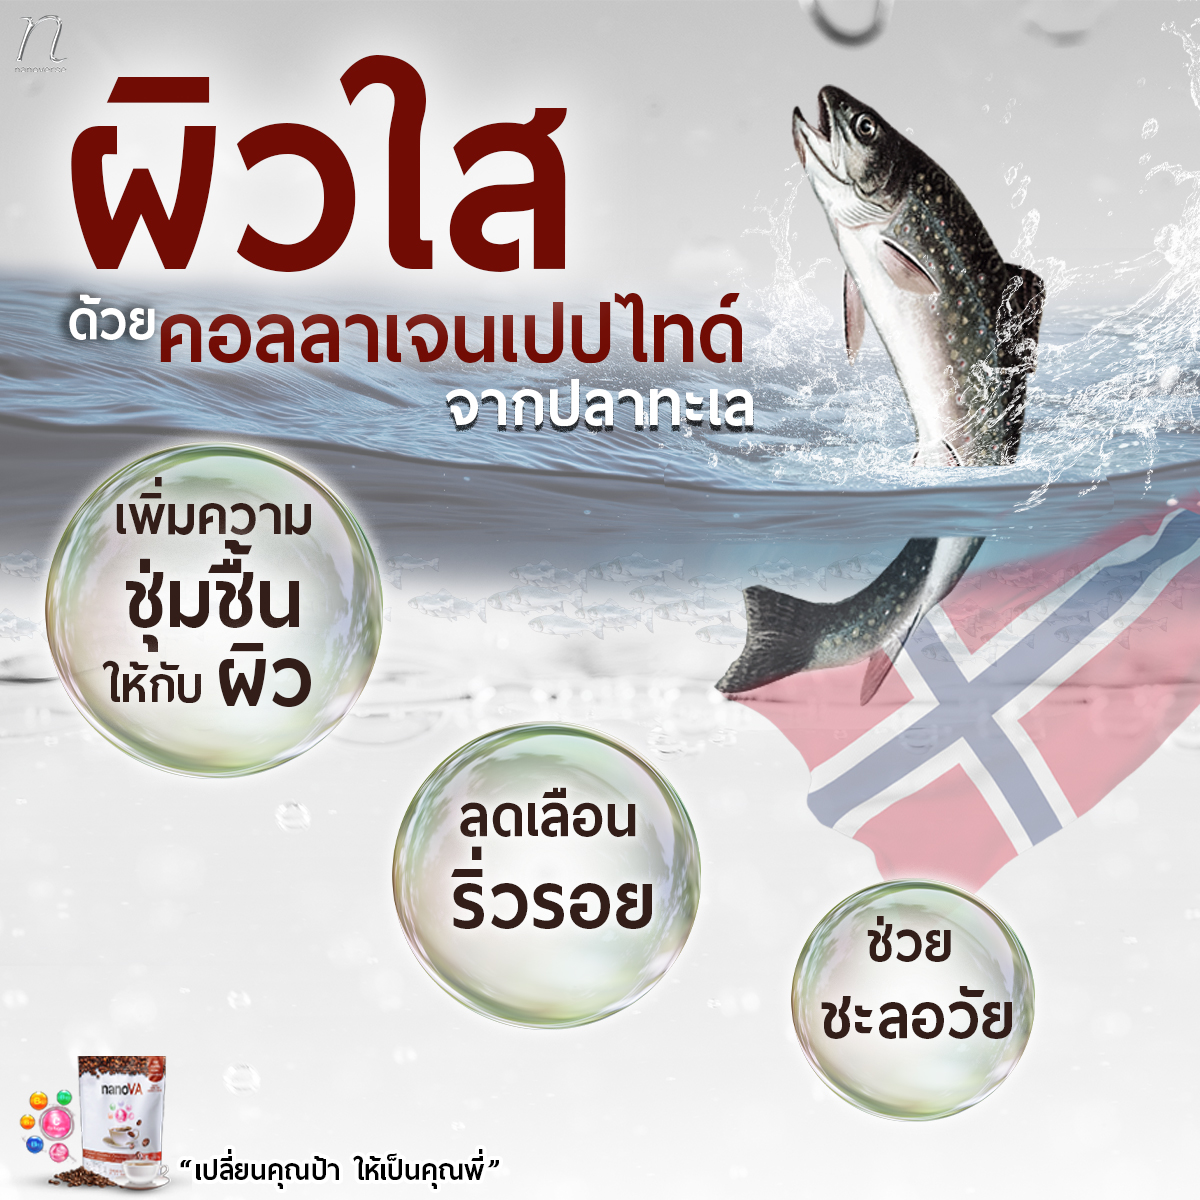 n
nanoverse
ผิวใส
ด้วยคอลลาเจนเปปไทด์
จากปลาทะเล
เพิ่มความ
ชุ่มชื้น
ให้กับ ผิว
ลดเลือน
ริ้วรอย
ช่วย
ชะลอวัย
nanoVA
“เปลี่ยนคุณป้า ให้เป็นคุณพี่”